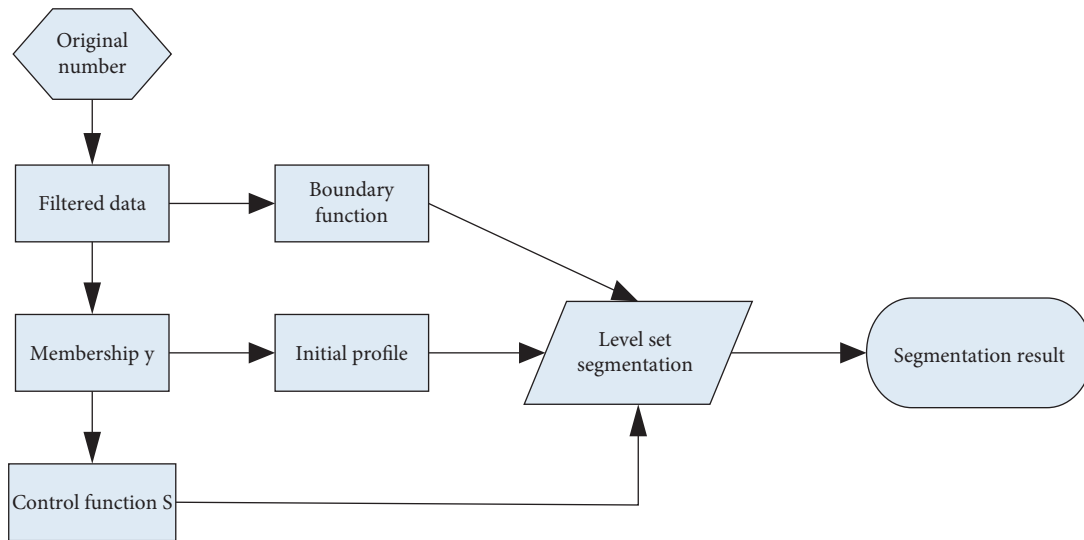 Original
number
Filtered data
Boundary
function
Membership y
Initial profile
Level set
segmentation
Segmentation result
Control function S